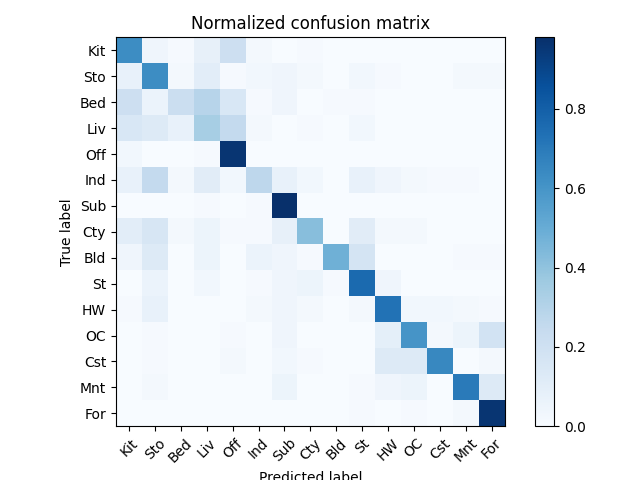 Normalized confusion matrix
Kit
Sto
Bed
Liv
Off
Ind
Sub
Cty
Bld
St
HW
OC
Cst
Mnt
For
True label
Kit Sto Bed Liv Off Ind Sub Cty Bld St HW OC Cst Mnt For
Predicted label
0.8
0.6
0.4
0.2
0.0